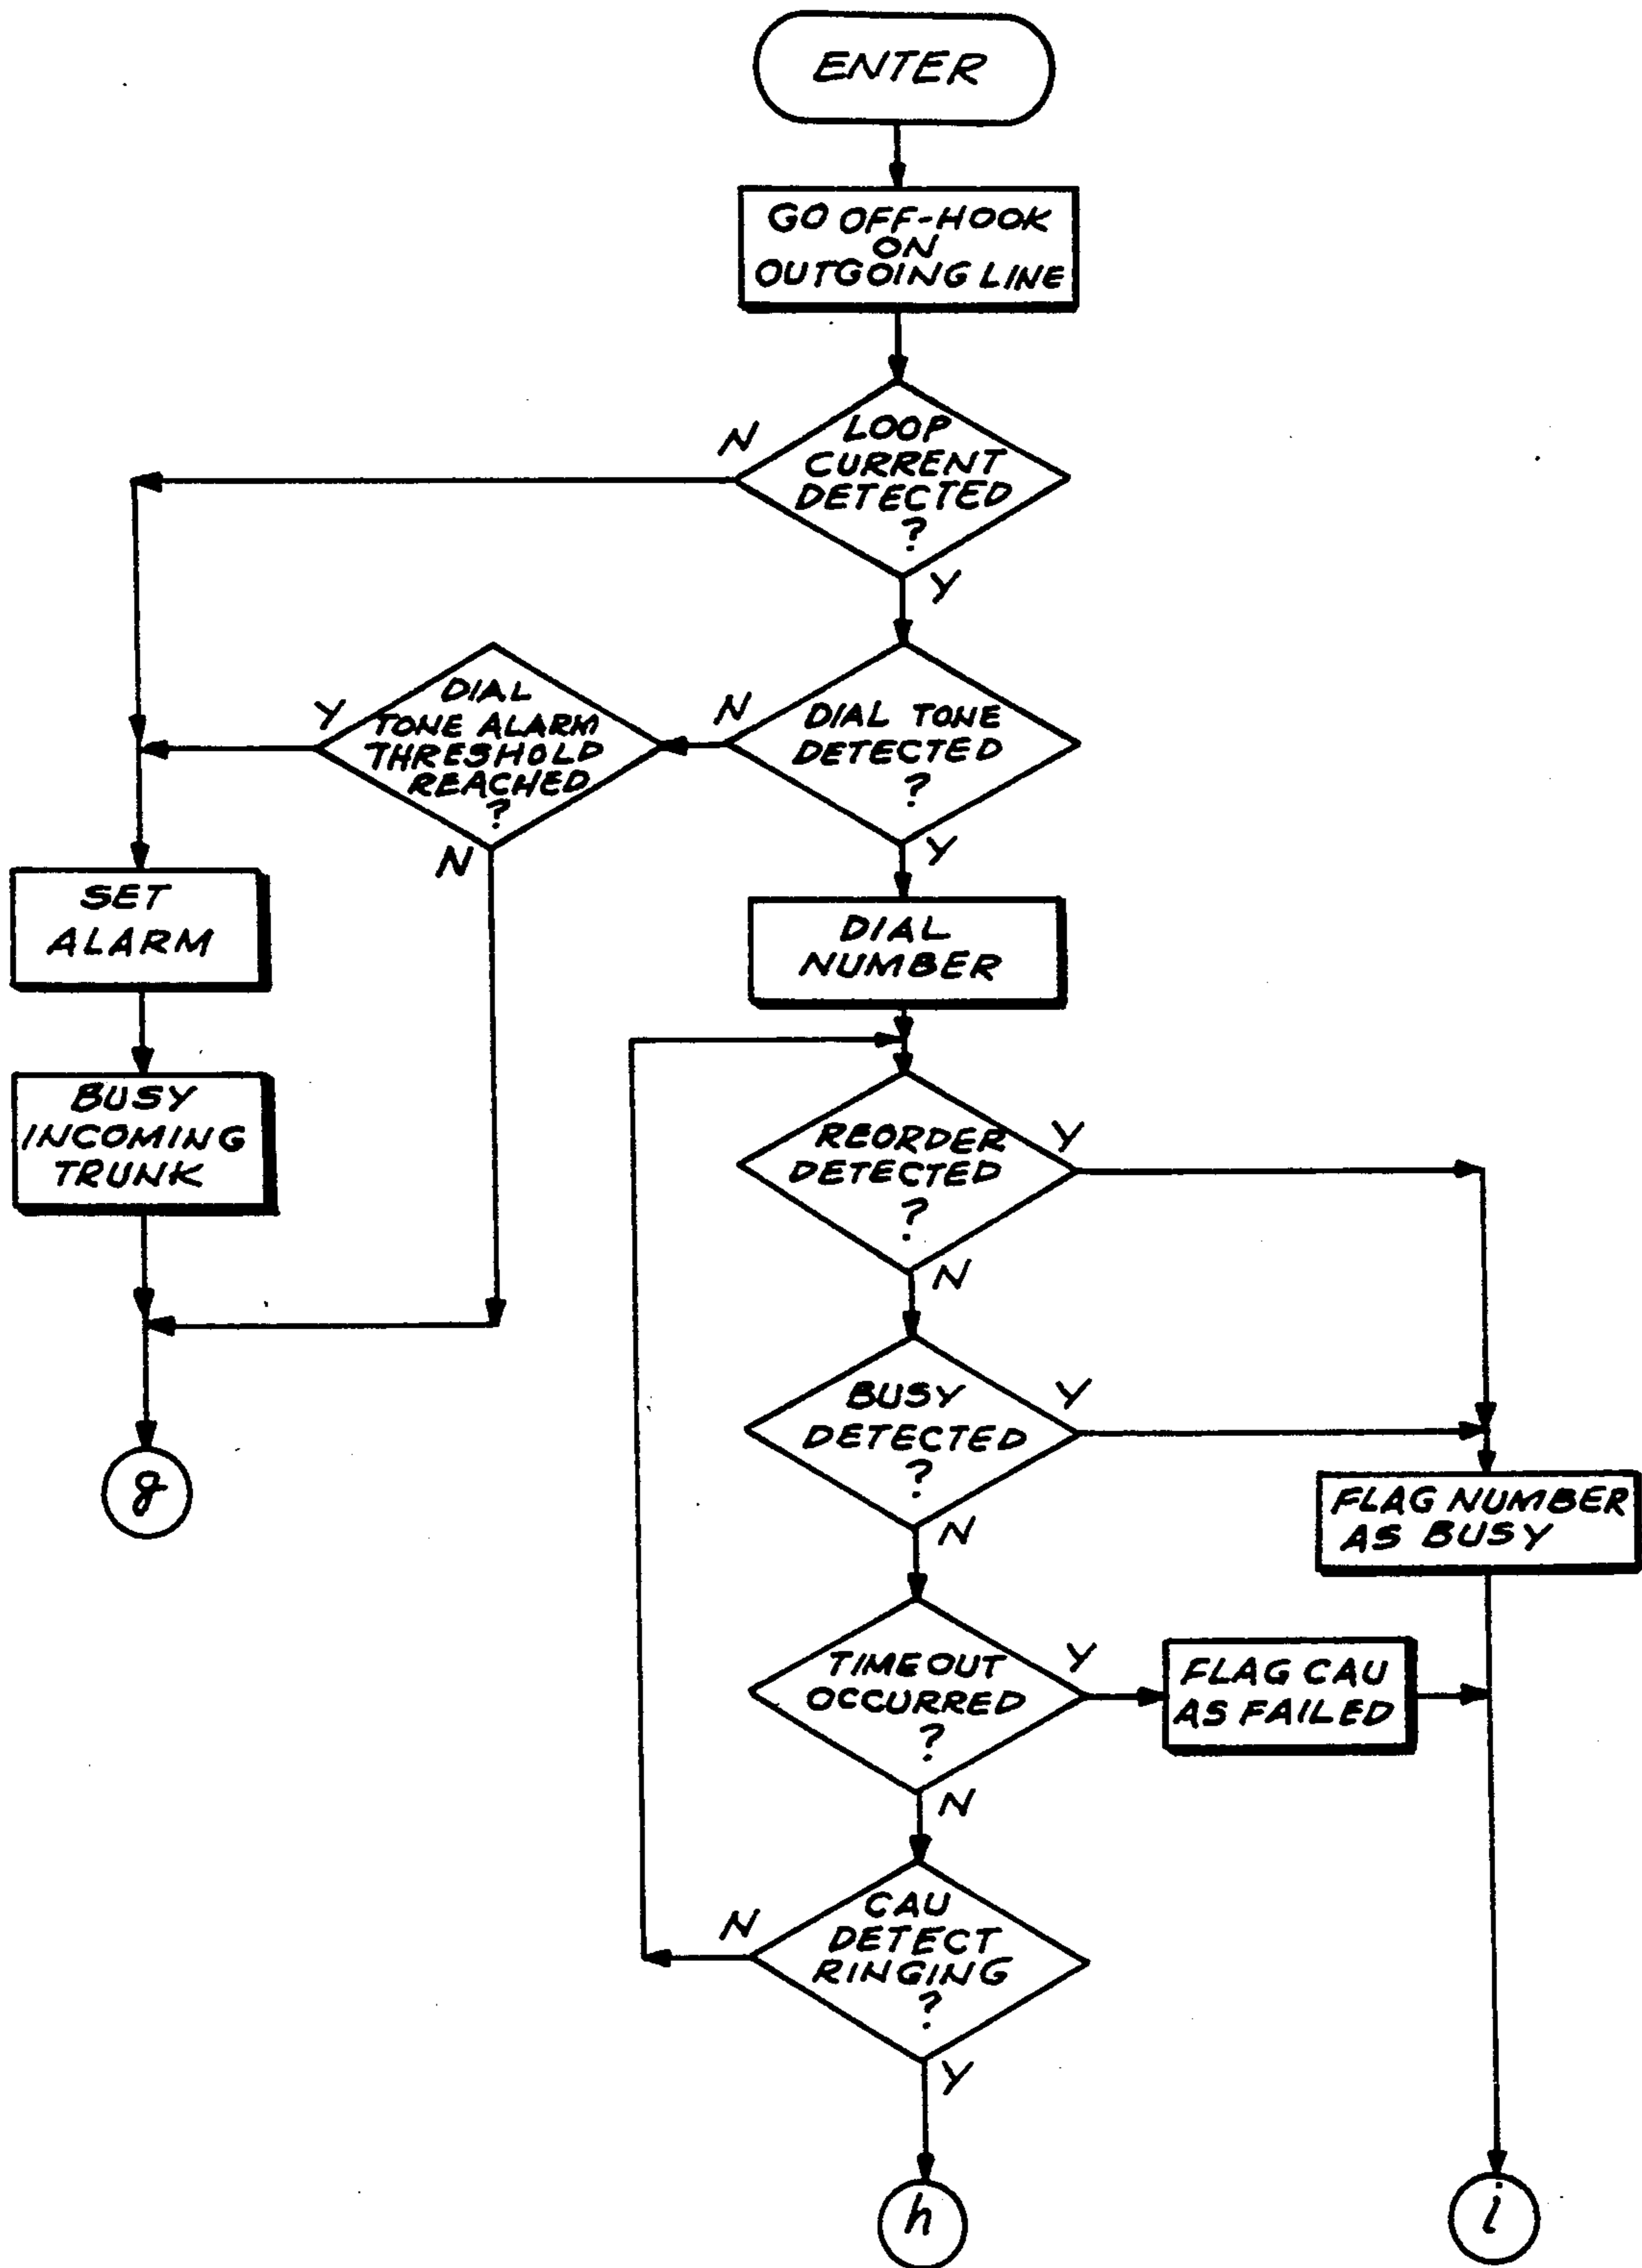 ENTER
GO OFF-HOOK
ON
OUTGOING LINE
LOOP
CURRENT
DETECTED
?
N
Y
DIAL TONE
DETECTED
?
N
Y
DIAL
TONE ALARM
THRESHOLD
REACHED
?
Y
N
SET
ALARM
BUSY
INCOMING
TRUNK
g
DIAL
NUMBER
REORDER
DETECTED
?
Y
N
BUSY
DETECTED
?
Y
N
FLAG NUMBER
AS BUSY
TIMEOUT
OCCURRED
?
Y
N
FLAG CAU
AS FAILED
CAU
DETECT
RINGING
?
N
Y
h
i